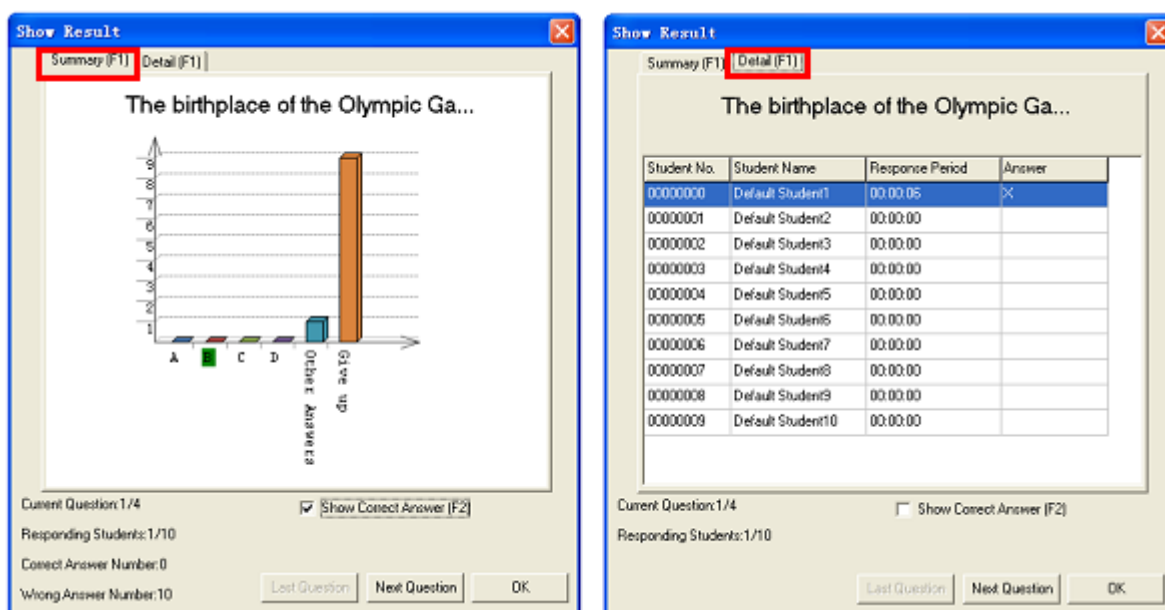 Show Result
Summary (F1) Detail (F1)
The birthplace of the Olympic Ga...
9
8
7
6
5
4
3
2
1
A B C D Other Answers Give up
Current Question:1/4
Show Correct Answer (F2)
Responding Students:1/10
Correct Answer Number:0
Wrong Answer Number:10
Last Question Next Question OK
Show Result
Summary (F1) Detail (F1)
The birthplace of the Olympic Ga...
Student No. Student Name Response Period Answer
00000000 Default Student1 00:00:06 X
00000001 Default Student2 00:00:00
00000002 Default Student3 00:00:00
00000003 Default Student4 00:00:00
00000004 Default Student5 00:00:00
00000005 Default Student6 00:00:00
00000006 Default Student7 00:00:00
00000007 Default Student8 00:00:00
00000008 Default Student9 00:00:00
00000009 Default Student10 00:00:00
Current Question:1/4
Show Correct Answer (F2)
Responding Students:1/10
Last Question Next Question OK